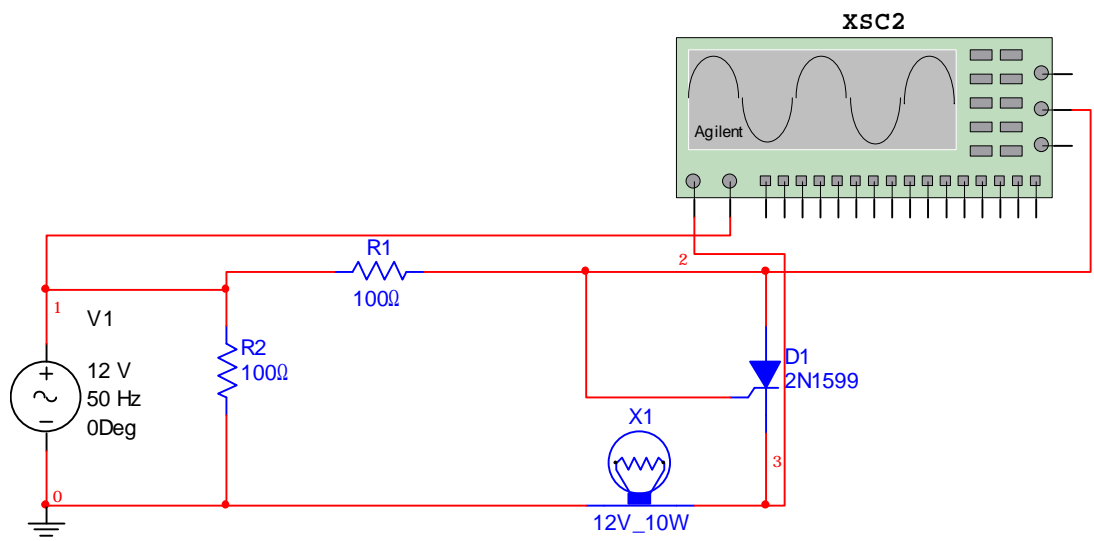 XSC2
Agilent
R1
100Ω
2
1
V1
12 V
50 Hz
0Deg
R2
100Ω
D1
2N1599
X1
3
0
12V_10W